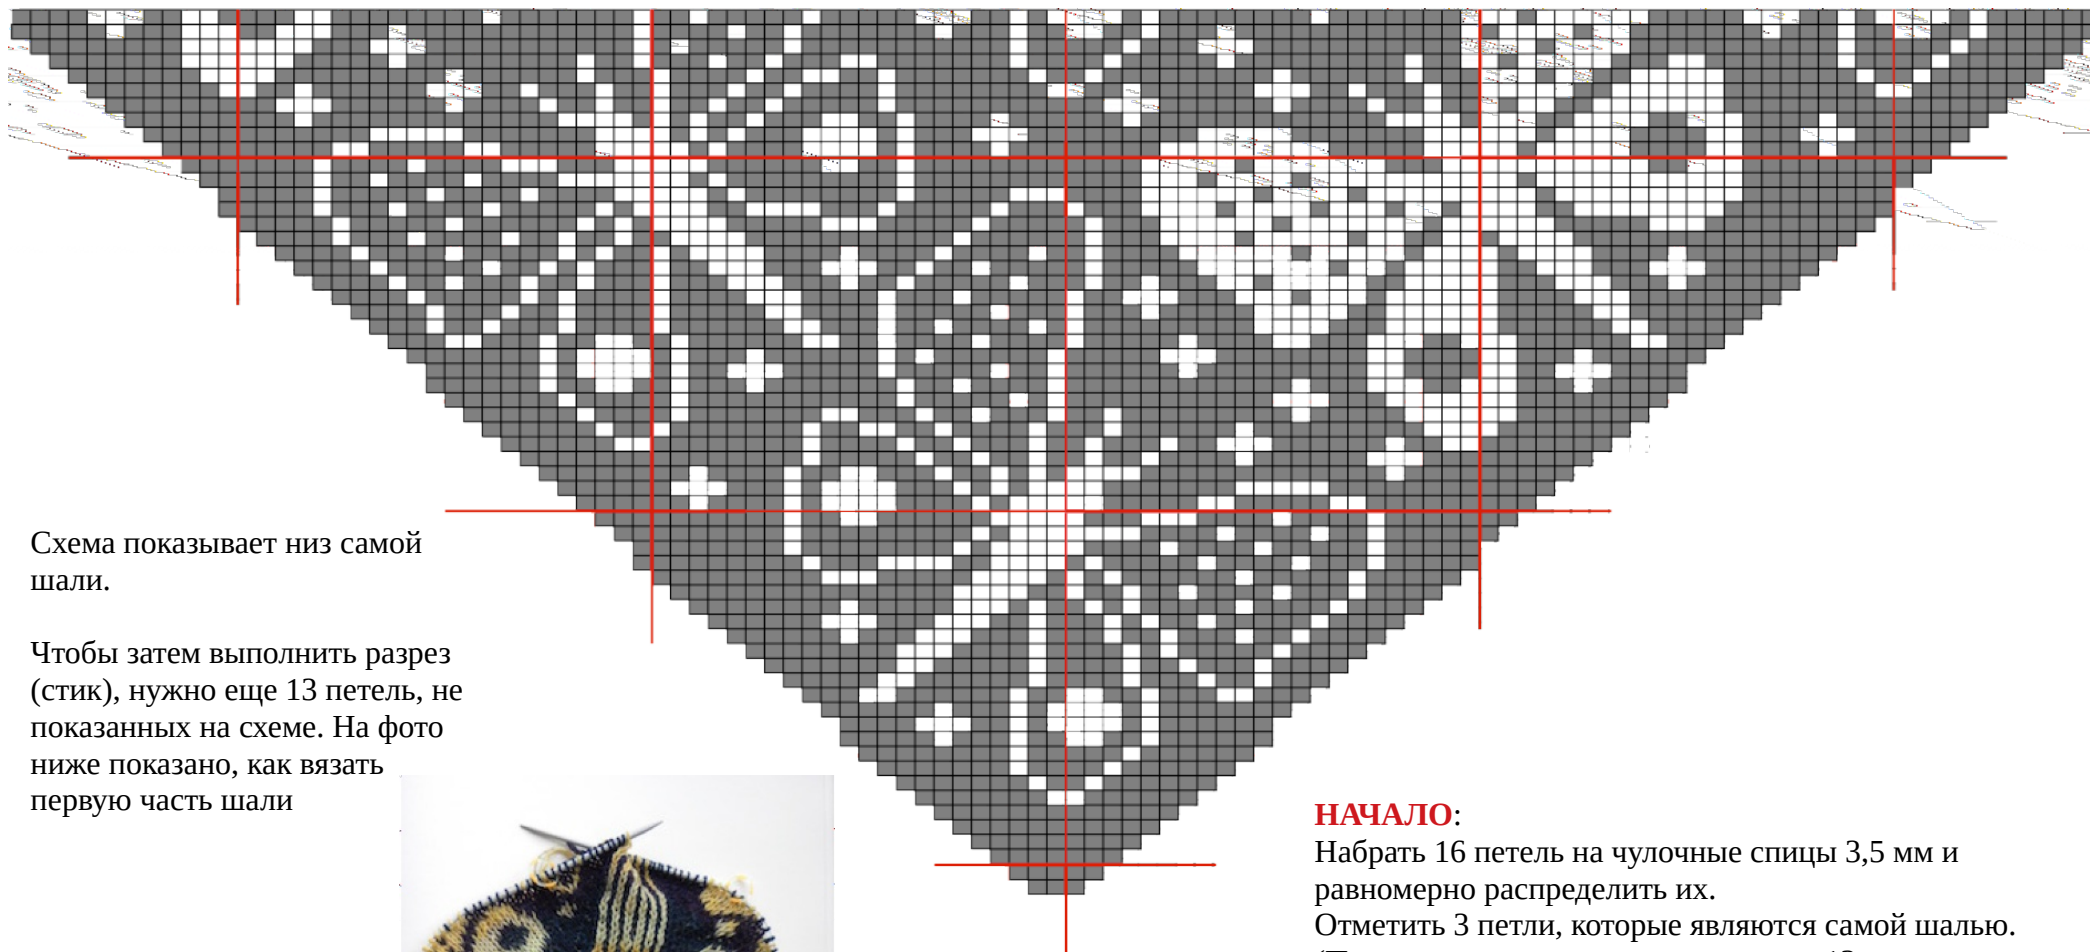 Схема показывает низ самой
шали.
Чтобы затем выполнить разрез
(стик), нужно еще 13 петель, не
показанных на схеме. На фото
ниже показано, как вязать
первую часть шали
НАЧАЛО:
Набрать 16 петель на чулочные спицы 3,5 мм и
равномерно распределить их.
Отметить 3 петли, которые являются самой шалью.